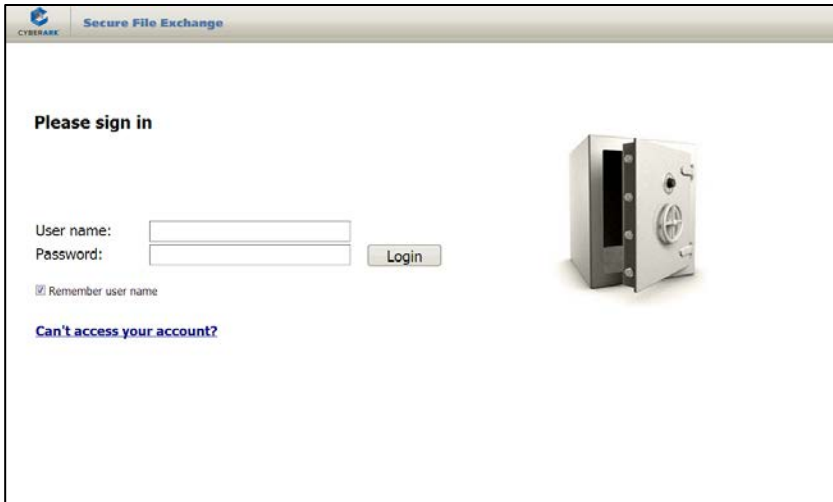 CYBERARK
Secure File Exchange
Please sign in
User name:
Password:
Login
Remember user name
Can't access your account?